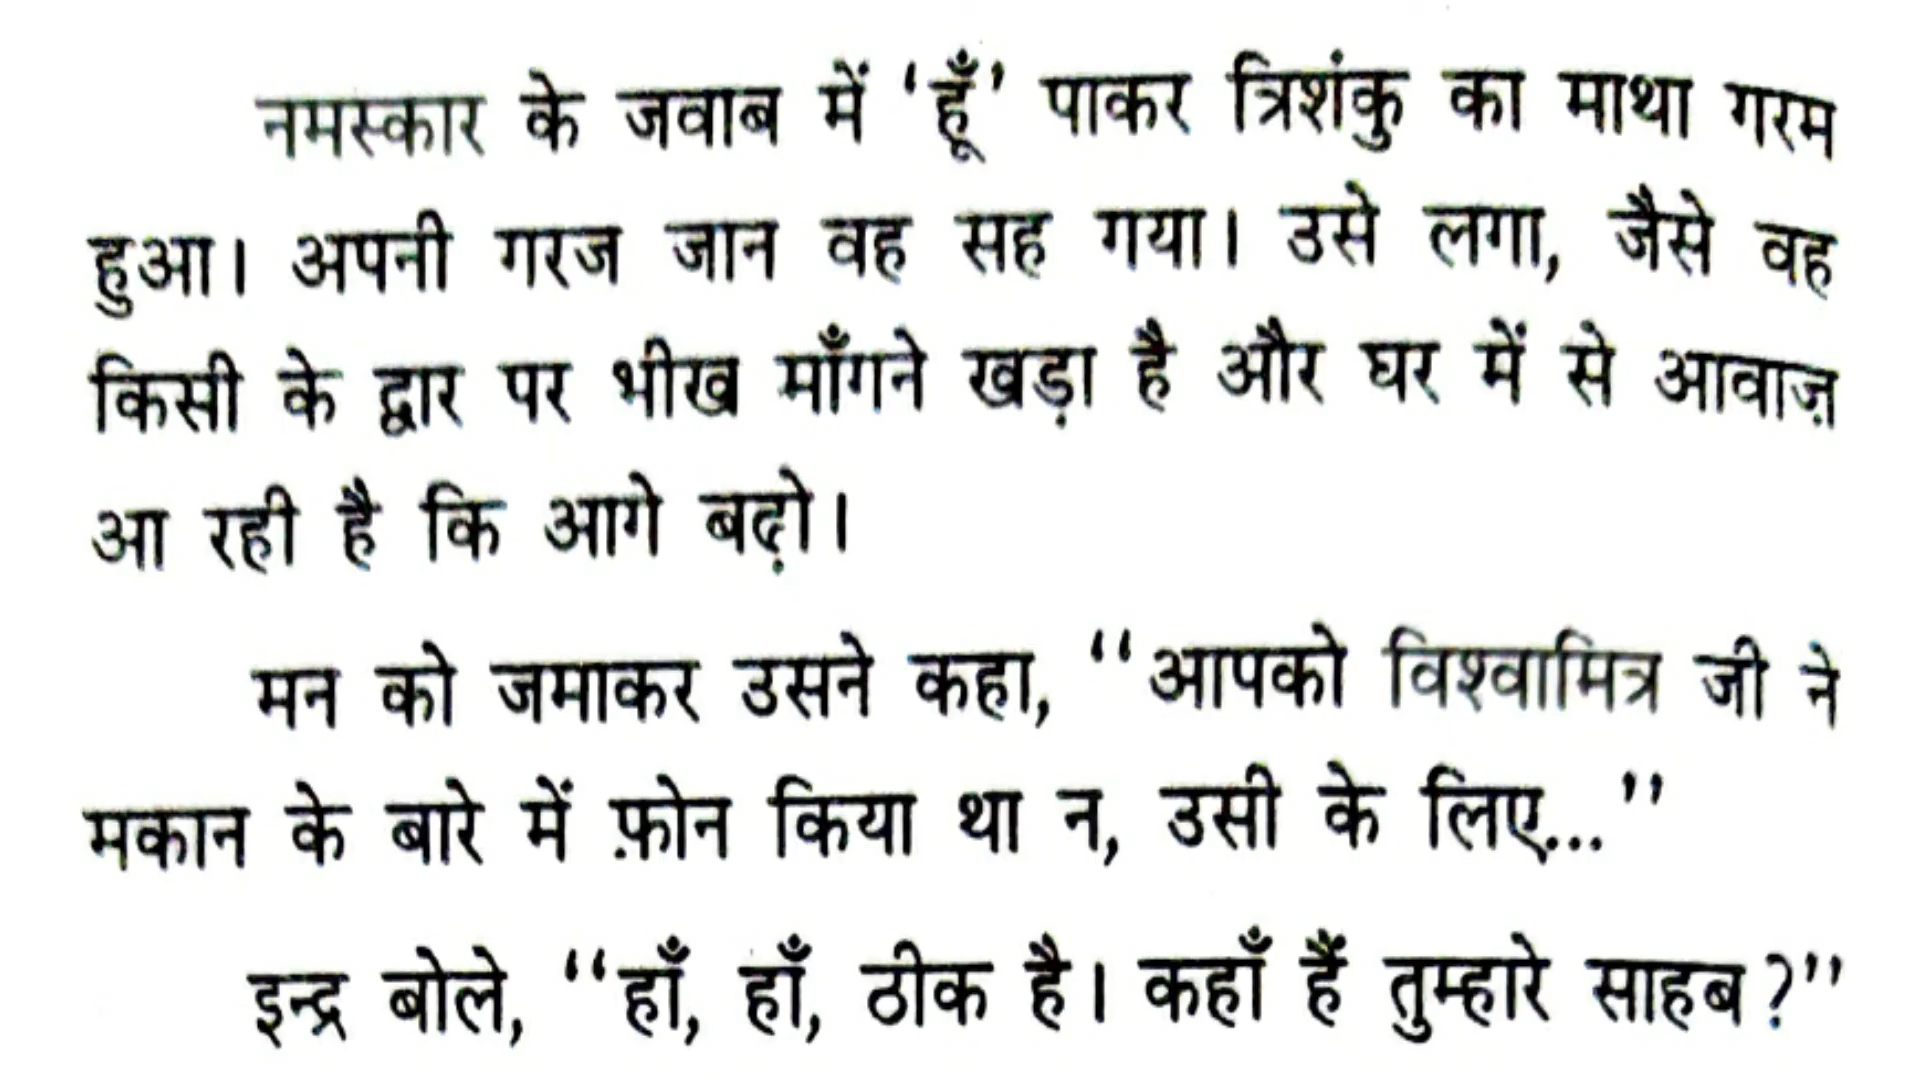 नमस्कार के जवाब में ‘हूँ’ पाकर त्रिशंकु का माथा गरम
हुआ। अपनी गरज जान वह सह गया। उसे लगा, जैसे वह
किसी के द्वार पर भीख माँगने खड़ा है और घर में से आवाज़
आ रही है कि आगे बढ़ो।
मन को जमाकर उसने कहा, ‘‘आपको विश्वामित्र जी ने
मकान के बारे में फ़ोन किया था न, उसी के लिए...’’
इन्द्र बोले, ‘‘हाँ, हाँ, ठीक है। कहाँ हैं तुम्हारे साहब?’’